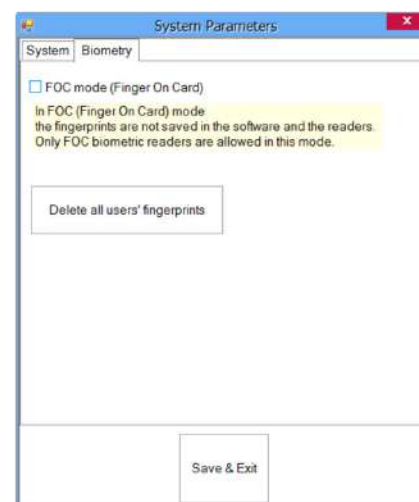 System Parameters
x
System Biometry
FOC mode (Finger On Card)
In FOC (Finger On Card) mode
the fingerprints are not saved in the software and the readers.
Only FOC biometric readers are allowed in this mode.
Delete all users' fingerprints
Save & Exit